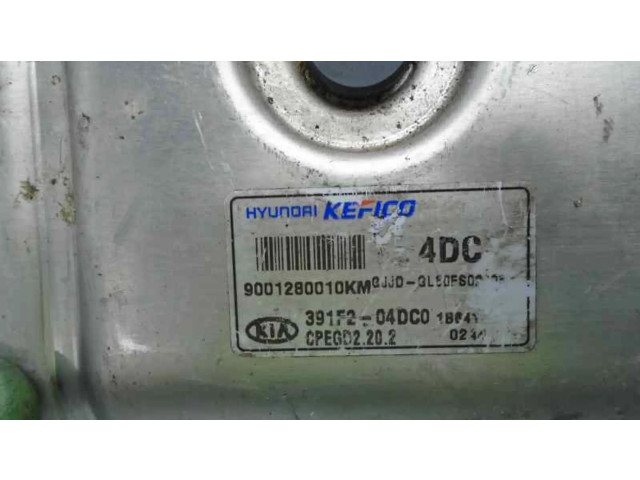 HYUNDAI KEFICO
4DC
9001280010KM
391F2-04DC0
KIA CPEGD2.20.2